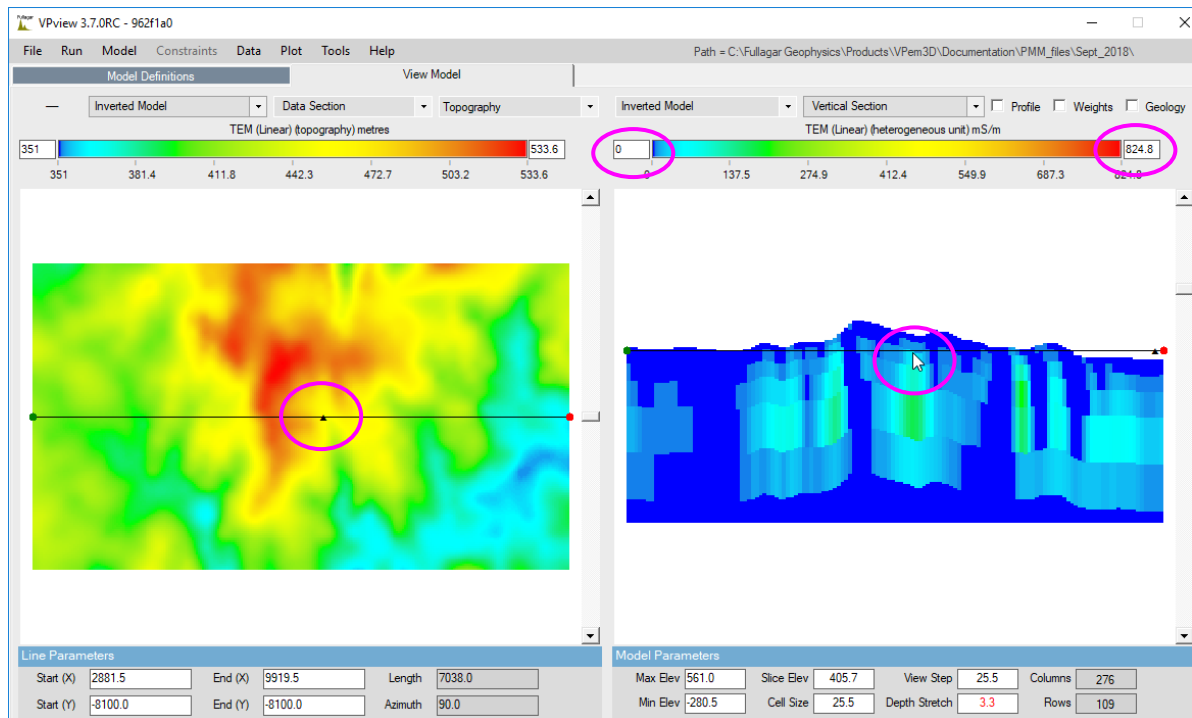 VPview 3.7.0RC - 962f1a0
File Run Model Constraints Data Plot Tools Help Path = C:\Fullagar Geophysics\Products\VPem3D\Documentation\PMM_files\Sept_2018\
Model Definitions View Model
Inverted Model Data Section Topography Inverted Model Vertical Section Profile Weights Geology
TEM (Linear) (topography) metres TEM (Linear) (heterogeneous unit) mS/m
351 533.6 0 824.8
351 381.4 411.8 442.3 472.7 503.2 533.6 0 137.5 274.9 412.4 549.9 687.3 824.8
Line Parameters Model Parameters
Start (X) 2881.5 End (X) 9919.5 Length 7038.0 Max Elev 561.0 Slice Elev 405.7 View Step 25.5 Columns 276
Start (Y) -8100.0 End (Y) -8100.0 Azimuth 90.0 Min Elev -280.5 Cell Size 25.5 Depth Stretch 3.3 Rows 109